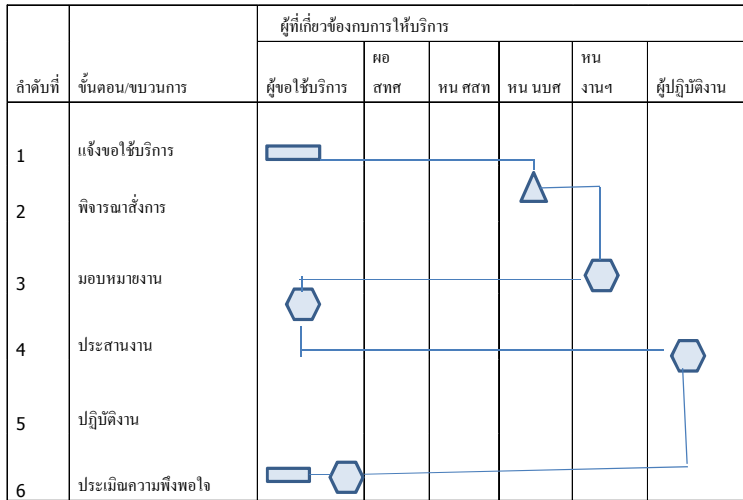 ผู้ที่เกี่ยวข้องกบการให้บริการ
ลำดับที่ ขั้นตอน/ขบวนการ ผู้ขอใช้บริการ ผอ สทศ หน ศสท หน นบศ หน งานฯ ผู้ปฏิบัติงาน
1 แจ้งขอใช้บริการ
2 พิจารณาสั่งการ
3 มอบหมายงาน
4 ประสานงาน
5 ปฏิบัติงาน
6 ประเมิณความพึงพอใจ